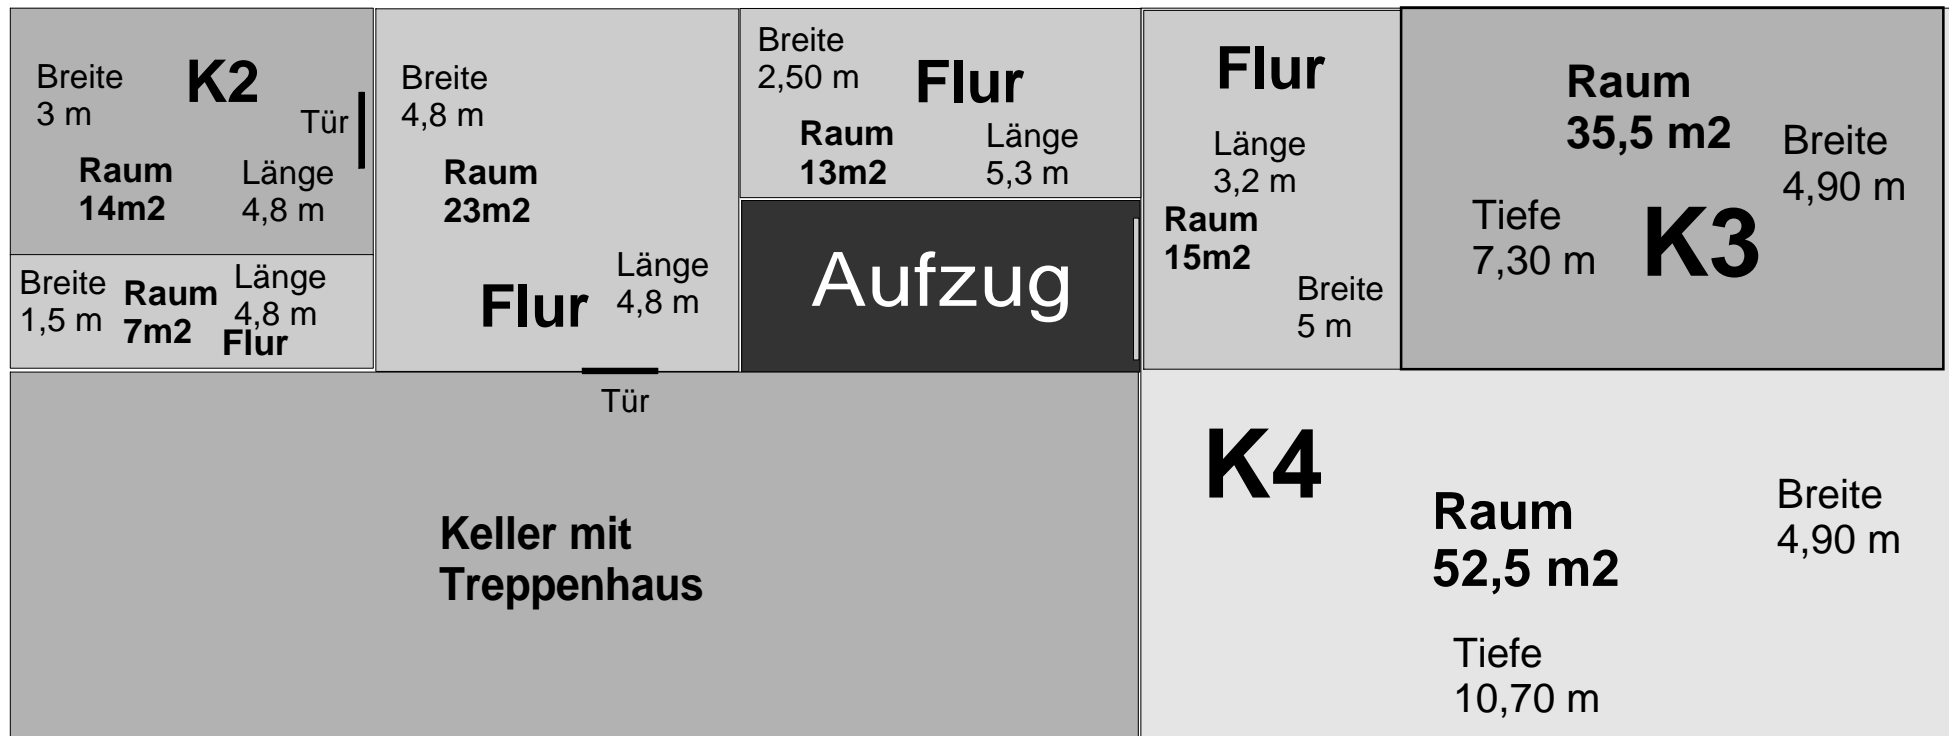 K2
Breite
3 m
Tür
Raum
14m2
Länge
4,8 m
Breite
1,5 m
Raum
7m2
Länge
4,8 m
Flur
Breite
4,8 m
Raum
23m2
Flur
Länge
4,8 m
Tür
Breite
2,50 m
Flur
Raum
13m2
Länge
5,3 m
Aufzug
Flur
Länge
3,2 m
Raum
15m2
Breite
5 m
Raum
35,5 m2
Breite
4,90 m
Tiefe
7,30 m
K3
Keller mit
Treppenhaus
K4
Raum
52,5 m2
Breite
4,90 m
Tiefe
10,70 m